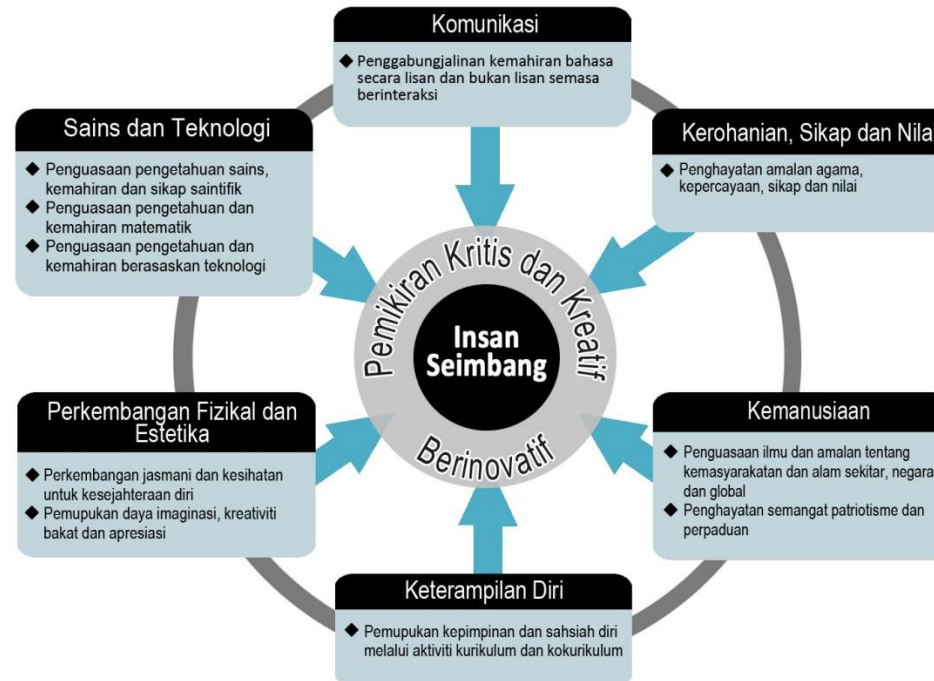 Komunikasi
◆ Penggabungjalinan kemahiran bahasa
secara lisan dan bukan lisan semasa
berinteraksi
Sains dan Teknologi
◆ Penguasaan pengetahuan sains,
kemahiran dan sikap saintifik
◆ Penguasaan pengetahuan dan
kemahiran matematik
◆ Penguasaan pengetahuan dan
kemahiran berasaskan teknologi
Kerohanian, Sikap dan Nilai
◆ Penghayatan amalan agama,
kepercayaan, sikap dan nilai
Pemikiran Kritis dan Kreatif
Insan
Seimbang
Berinovatif
Perkembangan Fizikal dan
Estetika
◆ Perkembangan jasmani dan kesihatan
untuk kesejahteraan diri
◆ Pemupukan daya imaginasi, kreativiti
bakat dan apresiasi
Kemanusiaan
◆ Penguasaan ilmu dan amalan tentang
kemasyarakatan dan alam sekitar, negara
dan global
◆ Penghayatan semangat patriotisme dan
perpaduan
Keterampilan Diri
◆ Pemupukan kepimpinan dan sahsiah diri
melalui aktiviti kurikulum dan kokurikulum